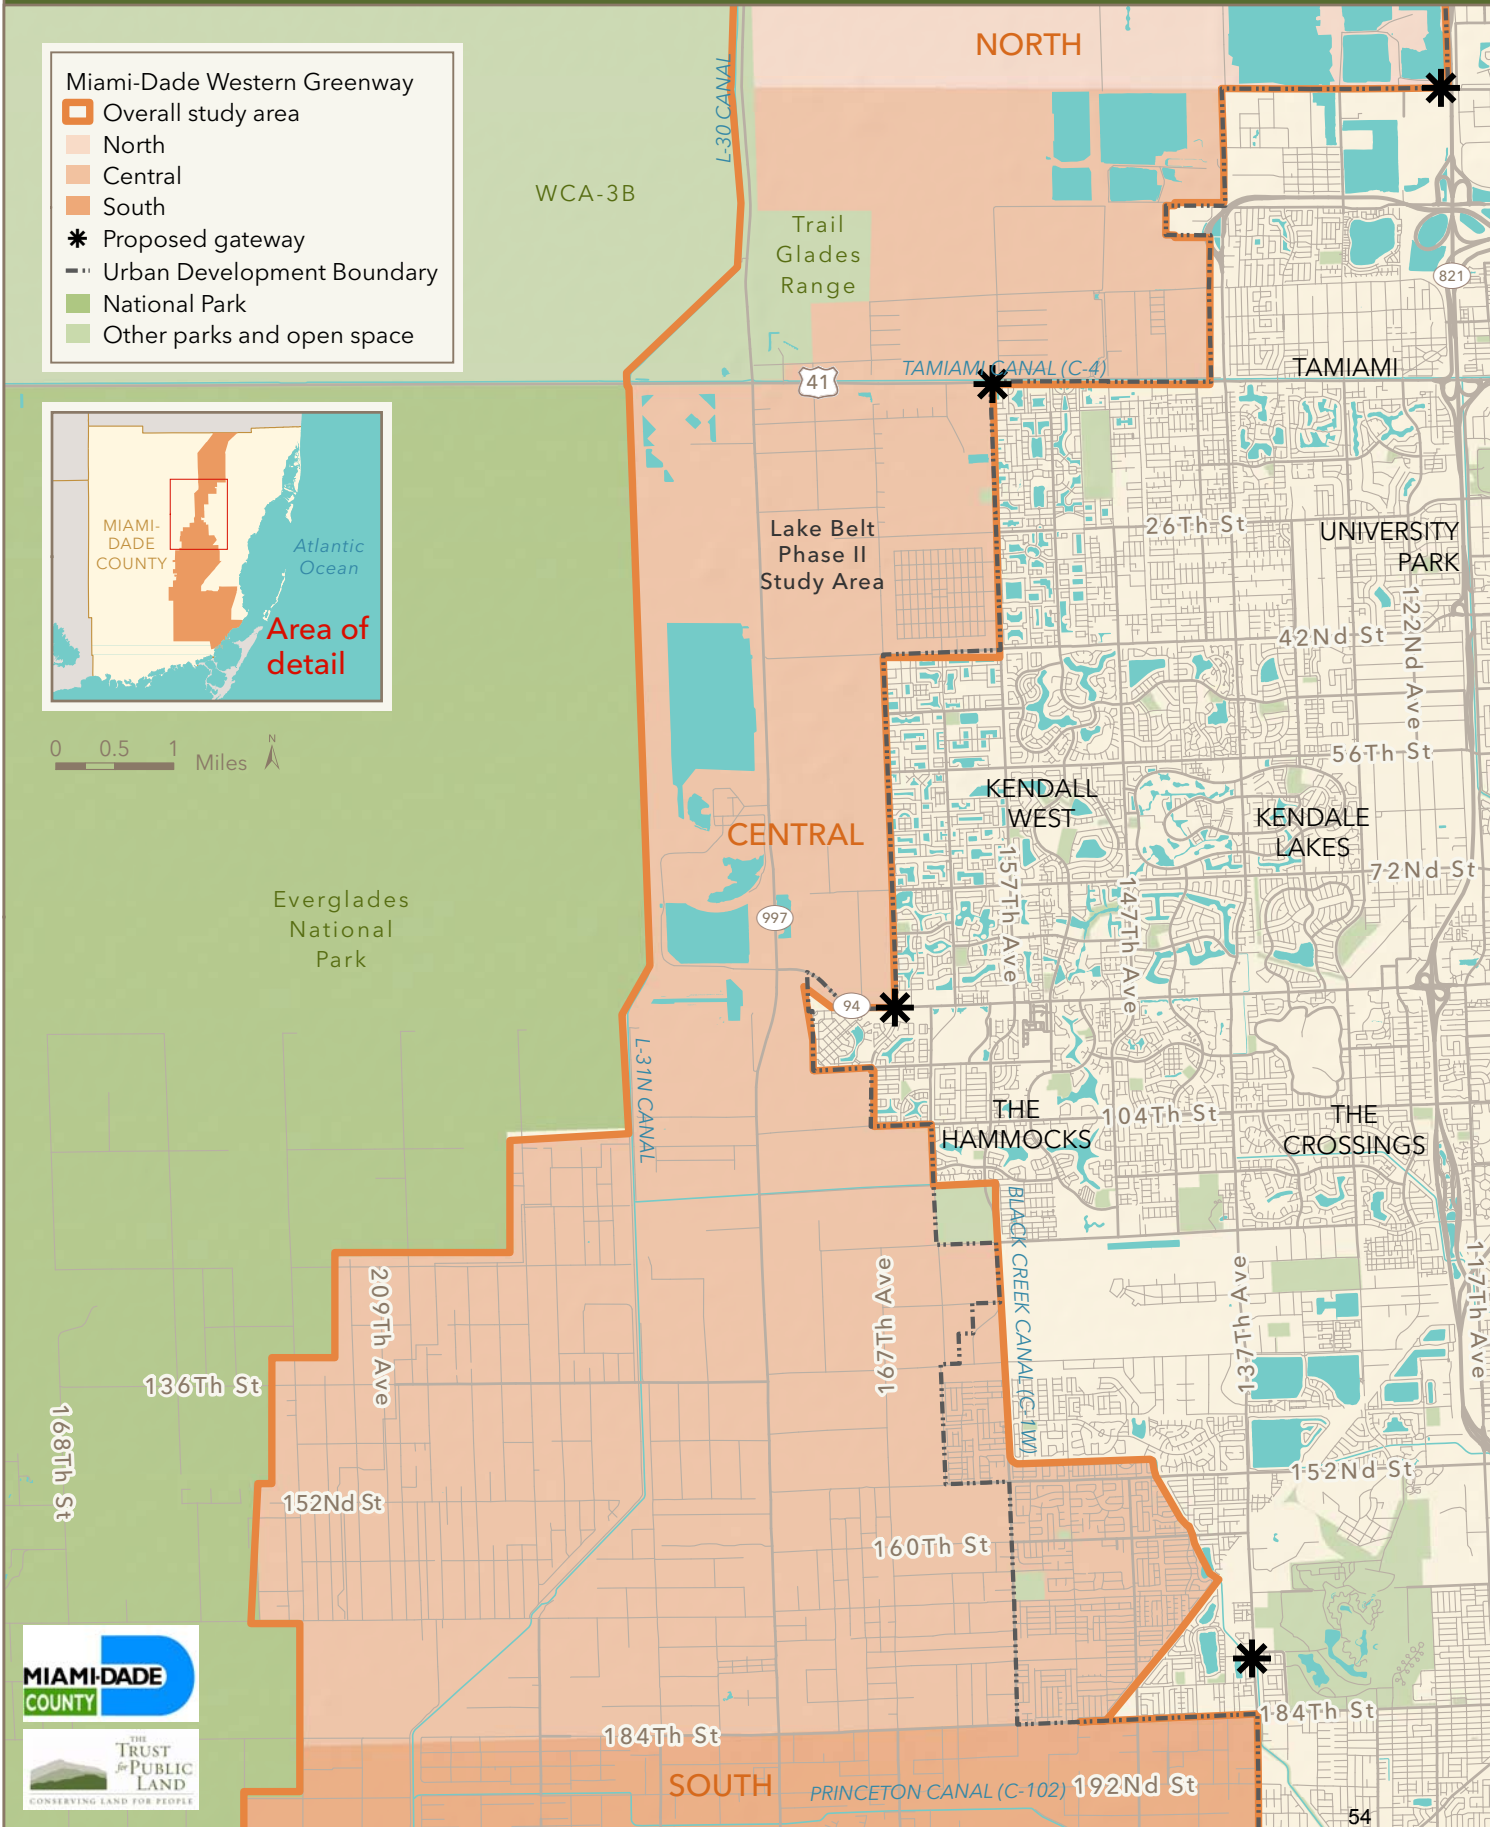 Miami-Dade Western Greenway
Overall study area
North
Central
South
Proposed gateway
Urban Development Boundary
National Park
Other parks and open space
NORTH
L-30 CANAL
WCA-3B
Trail
Glades
Range
821
TAMIAMI CANAL (C-4)
41
TAMIAMI
MIAMI-
DADE
COUNTY
Atlantic
Ocean
Area of
detail
Lake Belt
Phase II
Study Area
26Th St
UNIVERSITY
PARK
122Nd Ave
42Nd St
56Th St
0 0.5 1 Miles
N
KENDALL
WEST
KENDALE
LAKES
CENTRAL
72Nd St
157Th Ave
147Th Ave
Everglades
National
Park
997
94
L-31N CANAL
THE
HAMMOCKS
104Th St
THE
CROSSINGS
BLACK CREEK CANAL (C-1W)
209Th Ave
167Th Ave
137Th Ave
117Th Ave
136Th St
168Th St
152Nd St
152Nd St
160Th St
MIAMI-DADE
COUNTY
184Th St
184Th St
THE
TRUST
for PUBLIC
LAND
CONSERVING LAND FOR PEOPLE
SOUTH
PRINCETON CANAL (C-102)
192Nd St
54